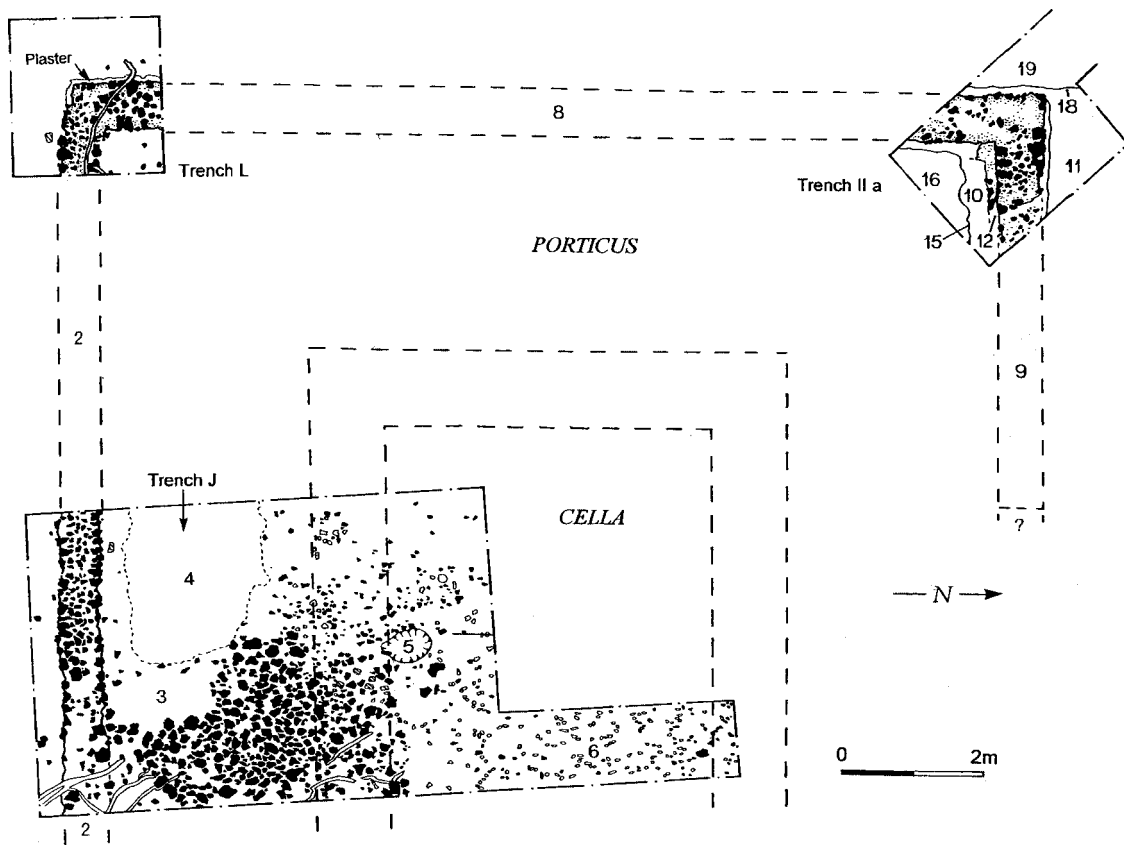 Plaster
19
18
8
Trench L
Trench II a
16
10
11
15
12
PORTICUS
2
9
Trench J
CELLA
?
4
N
5
3
6
0 2m
2